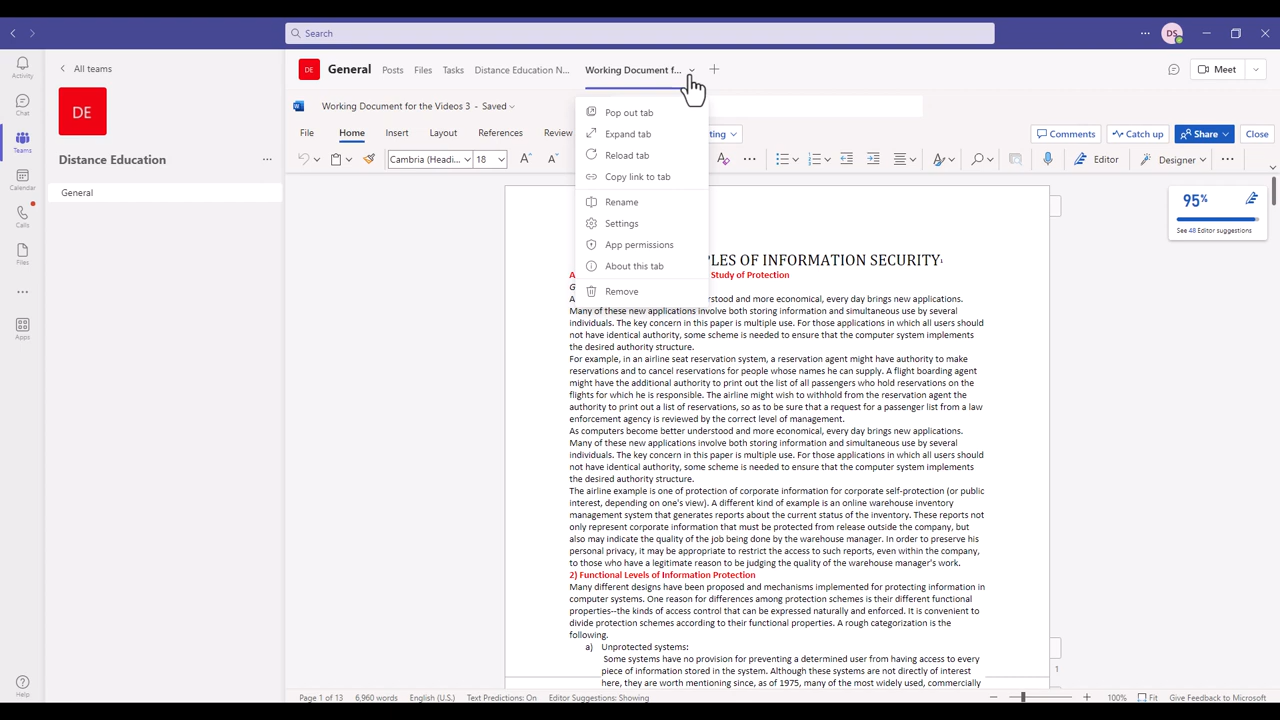 Search
DS
Activity
Chat
Teams
Calendar
Calls
Files
Apps
Help
All teams
DE
Distance Education
General
DE
General
Posts
Files
Tasks
Distance Education N...
Working Document f...
Meet
Working Document for the Videos 3 - Saved
File
Home
Insert
Layout
References
Review
ting
Comments
Catch up
Share
Close
Cambria (Headi...
18
Editor
Designer
Pop out tab
Expand tab
Reload tab
Copy link to tab
Rename
Settings
App permissions
About this tab
Remove
95%
See 48 Editor suggestions
PLES OF INFORMATION SECURITY
Study of Protection
rstood and more economical, every day brings new applications.
Many of these new applications involve both storing information and simultaneous use by several
individuals. The key concern in this paper is multiple use. For those applications in which all users should
not have identical authority, some scheme is needed to ensure that the computer system implements
the desired authority structure.
For example, in an airline seat reservation system, a reservation agent might have authority to make
reservations and to cancel reservations for people whose names he can supply. A flight boarding agent
might have the additional authority to print out the list of all passengers who hold reservations on the
flights for which he is responsible. The airline might wish to withhold from the reservation agent the
authority to print out a list of reservations, so as to be sure that a request for a passenger list from a law
enforcement agency is reviewed by the correct level of management.
As computers become better understood and more economical, every day brings new applications.
Many of these new applications involve both storing information and simultaneous use by several
individuals. The key concern in this paper is multiple use. For those applications in which all users should
not have identical authority, some scheme is needed to ensure that the computer system implements
the desired authority structure.
The airline example is one of protection of corporate information for corporate self-protection (or public
interest, depending on one's view). A different kind of example is an online warehouse inventory
management system that generates reports about the current status of the inventory. These reports not
only represent corporate information that must be protected from release outside the company, but
also may indicate the quality of the job being done by the warehouse manager. In order to preserve his
personal privacy, it may be appropriate to restrict the access to such reports, even within the company,
to those who have a legitimate reason to be judging the quality of the warehouse manager's work.
2) Functional Levels of Information Protection
Many different designs have been proposed and mechanisms implemented for protecting information in
computer systems. One reason for differences among protection schemes is their different functional
properties--the kinds of access control that can be expressed naturally and enforced. It is convenient to
divide protection schemes according to their functional properties. A rough categorization is the
following.
a) Unprotected systems:
Some systems have no provision for preventing a determined user from having access to every
piece of information stored in the system. Although these systems are not directly of interest
here, they are worth mentioning since, as of 1975, many of the most widely used, commercially
1
Page 1 of 13
6,960 words
English (U.S.)
Text Predictions: On
Editor Suggestions: Showing
100%
Fit
Give Feedback to Microsoft